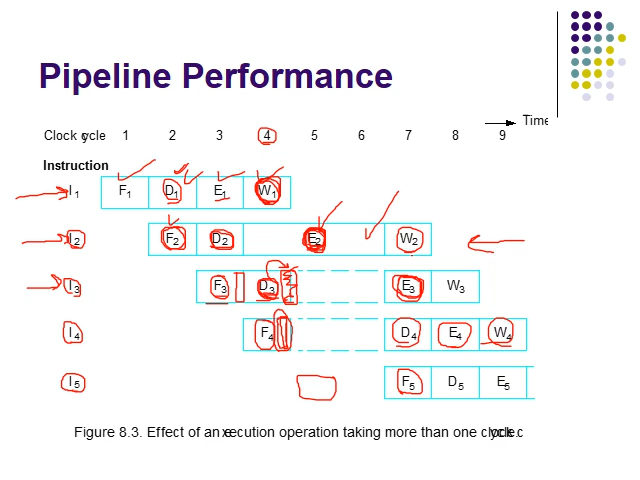 Pipeline Performance
Time
Clock cycle 1 2 3 4 5 6 7 8 9
Instruction
I1 F1 D1 E1 W1
I2 F2 D2 E2 W2
I3 F3 D3 E3 W3
I4 F4 D4 E4 W4
I5 F5 D5 E5
Figure 8.3. Effect of an execution operation taking more than one clock c